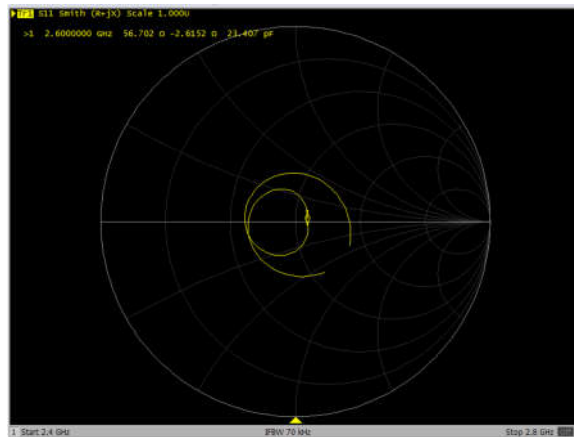 Tr1 S11 Smith (R+jX) Scale 1.000U
>1 2.6000000 GHz 56.702 Ω -2.6152 Ω 23.407 pF
1 Start 2.4 GHz IFBW 70 kHz Stop 2.8 GHz